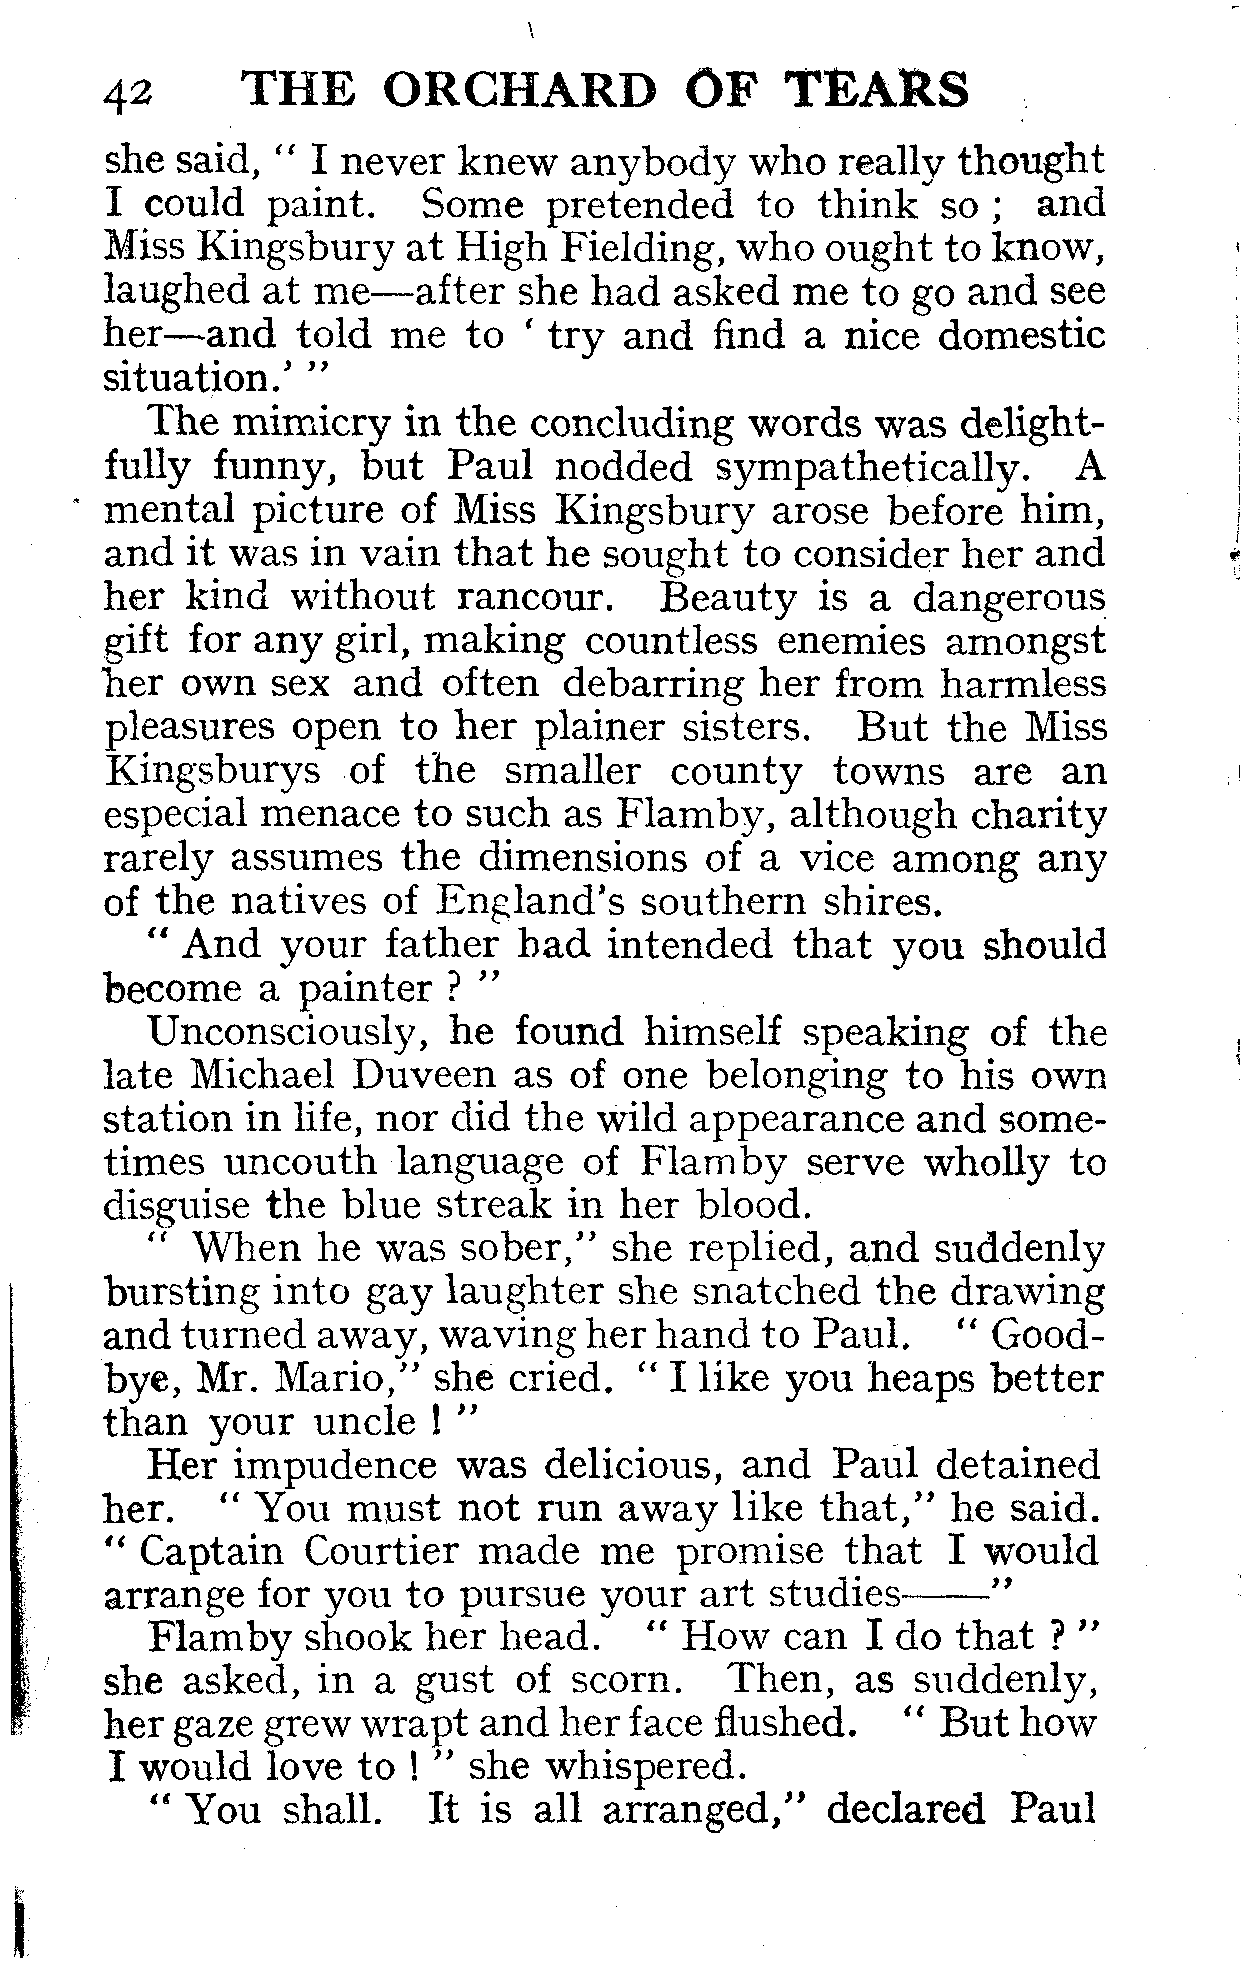 42 THE ORCHARD OF TEARS
she said, " I never knew anybody who really thought
I could paint. Some pretended to think so ; and
Miss Kingsbury at High Fielding, who ought to know,
laughed at me—after she had asked me to go and see
her—and told me to ' try and find a nice domestic
situation.' "
The mimicry in the concluding words was delight-
fully funny, but Paul nodded sympathetically. A
mental picture of Miss Kingsbury arose before him,
and it was in vain that he sought to consider her and
her kind without rancour. Beauty is a dangerous
gift for any girl, making countless enemies amongst
her own sex and often debarring her from harmless
pleasures open to her plainer sisters. But the Miss
Kingsburys of the smaller county towns are an
especial menace to such as Flamby, although charity
rarely assumes the dimensions of a vice among any
of the natives of England's southern shires.
" And your father had intended that you should
become a painter ? "
Unconsciously, he found himself speaking of the
late Michael Duveen as of one belonging to his own
station in life, nor did the wild appearance and some-
times uncouth language of Flamby serve wholly to
disguise the blue streak in her blood.
" When he was sober," she replied, and suddenly
bursting into gay laughter she snatched the drawing
and turned away, waving her hand to Paul. " Good-
bye, Mr. Mario," she cried. " I like you heaps better
than your uncle ! "
Her impudence was delicious, and Paul detained
her. " You must not run away like that," he said.
" Captain Courtier made me promise that I would
arrange for you to pursue your art studies——"
Flamby shook her head. " How can I do that ? "
she asked, in a gust of scorn. Then, as suddenly,
her gaze grew wrapt and her face flushed. " But how
I would love to ! " she whispered.
" You shall. It is all arranged," declared Paul